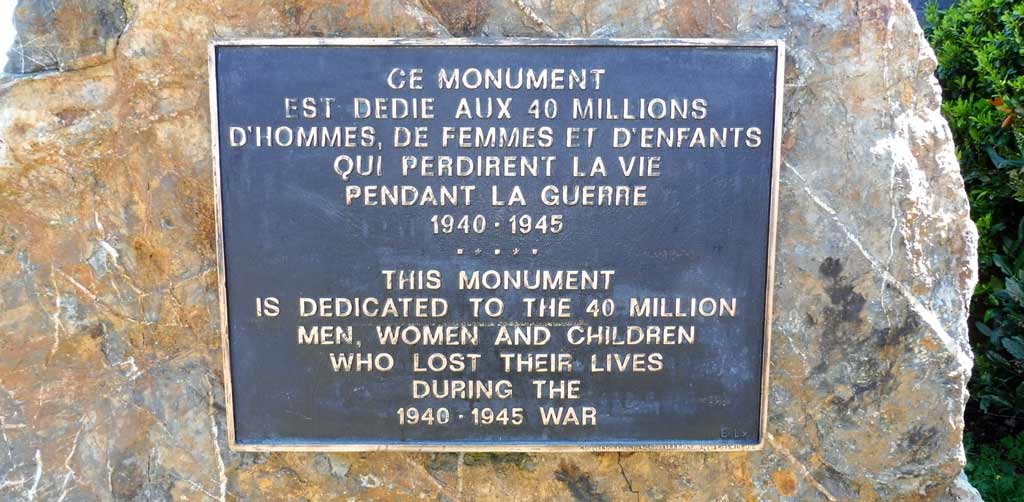 CE MONUMENT
EST DEDIE AUX 40 MILLIONS
D'HOMMES, DE FEMMES ET D'ENFANTS
QUI PERDIRENT LA VIE
PENDANT LA GUERRE
1940 · 1945
· · · · ·
THIS MONUMENT
IS DEDICATED TO THE 40 MILLION
MEN, WOMEN AND CHILDREN
WHO LOST THEIR LIVES
DURING THE
1940 · 1945 WAR